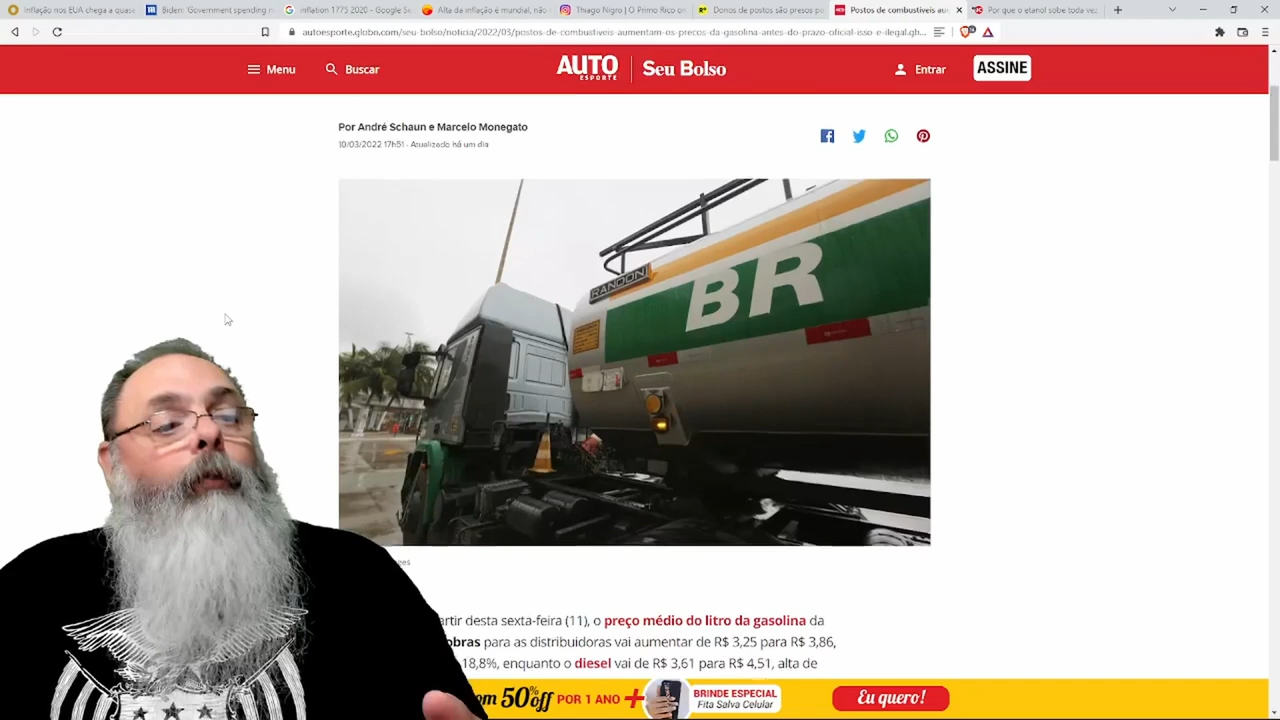 Inflação nos EUA chega a quase
Biden: 'Government spending n
inflation 1775 2020 - Google Se
Alta da inflação é mundial, não
Thiago Nigro | O Primo Rico on
Donos de postos são presos po
Postos de combustíveis au
Por que o etanol sobe toda vez
autoesporte.globo.com/seu-bolso/noticia/2022/03/postos-de-combustiveis-aumentam-os-precos-da-gasolina-antes-do-prazo-oficial-isso-e-ilegal.gh...
Menu
Buscar
AUTO
ESPORTE
Seu Bolso
Entrar
ASSINE
Por André Schaun e Marcelo Monegato
10/03/2022 17h51 · Atualizado há um dia
RANDON
BR
artir desta sexta-feira (11), o preço médio do litro da gasolina da
obras para as distribuidoras vai aumentar de R$ 3,25 para R$ 3,86,
18,8%, enquanto o diesel vai de R$ 3,61 para R$ 4,51, alta de
om 50% off POR 1 ANO +
BRINDE ESPECIAL
Fita Salva Celular
Eu quero!